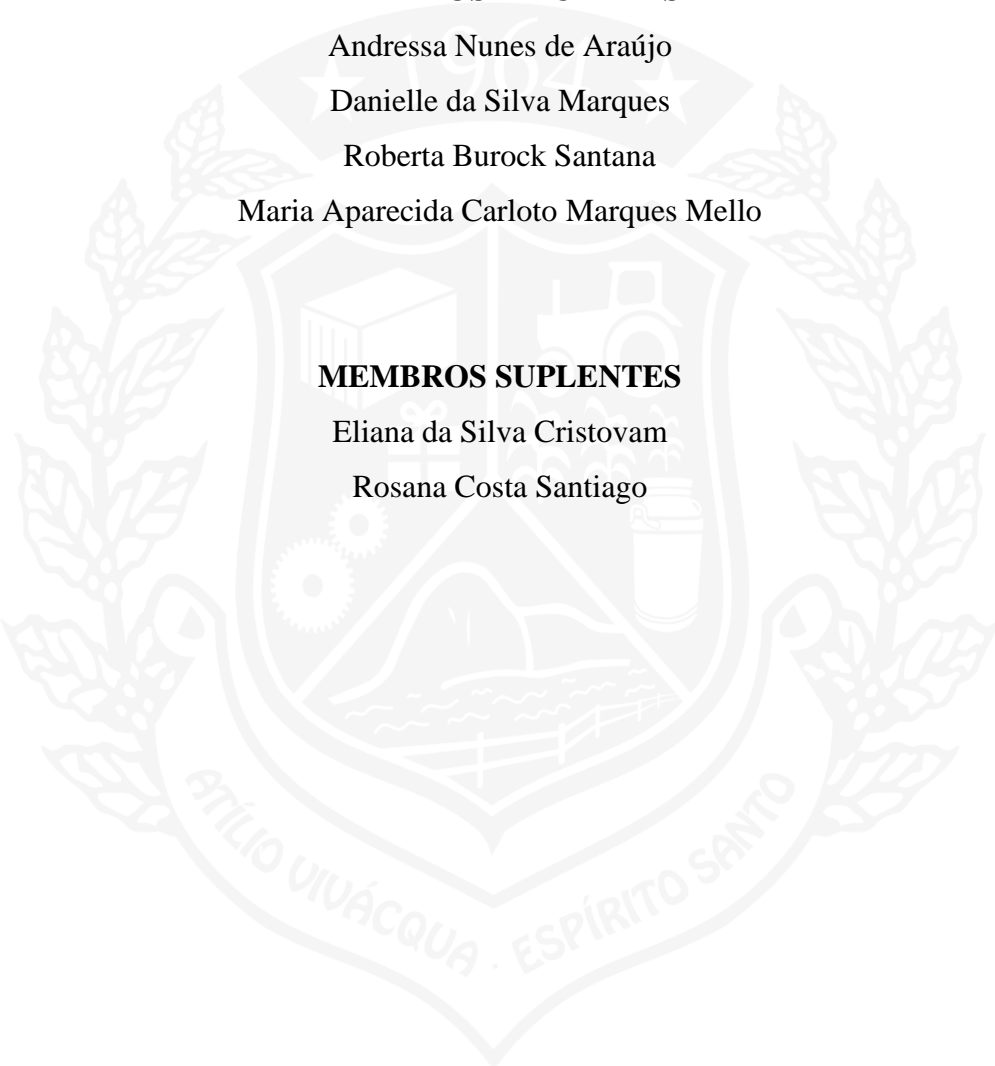 Andressa Nunes de Araújo
Danielle da Silva Marques
Roberta Burock Santana
Maria Aparecida Carloto Marques Mello
MEMBROS SUPLENTES
Eliana da Silva Cristovam
Rosana Costa Santiago
1964
ATÍLIO VIVÁCQUA . ESPÍRITO SANTO